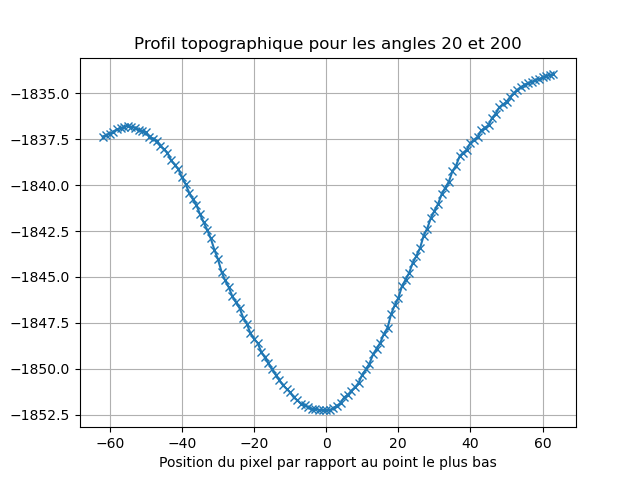 Profil topographique pour les angles 20 et 200
−1835.0
−1837.5
−1840.0
−1842.5
−1845.0
−1847.5
−1850.0
−1852.5
−60 −40 −20 0 20 40 60
Position du pixel par rapport au point le plus bas